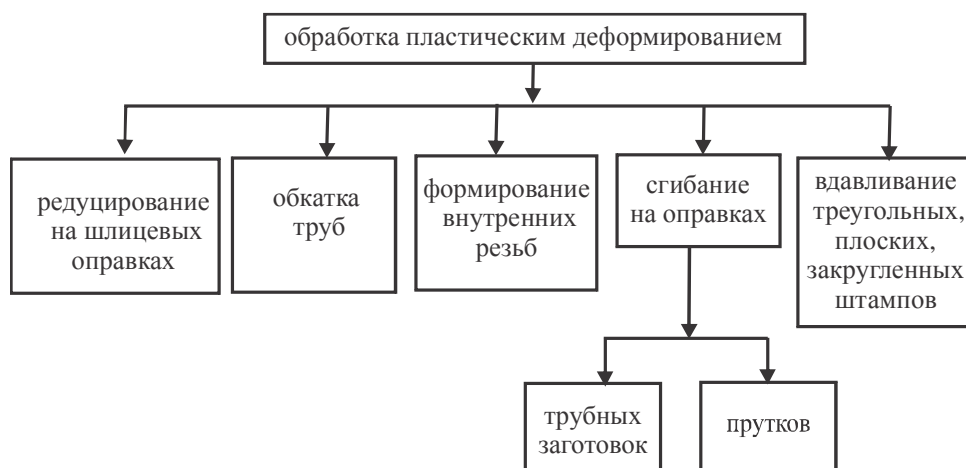 обработка пластическим деформированием
редуцирование
на шлицевых
оправках
обкатка
труб
формирование
внутренних
резьб
сгибание
на оправках
вдавливание
треугольных,
плоских,
закругленных
штампов
трубных
заготовок
прутков